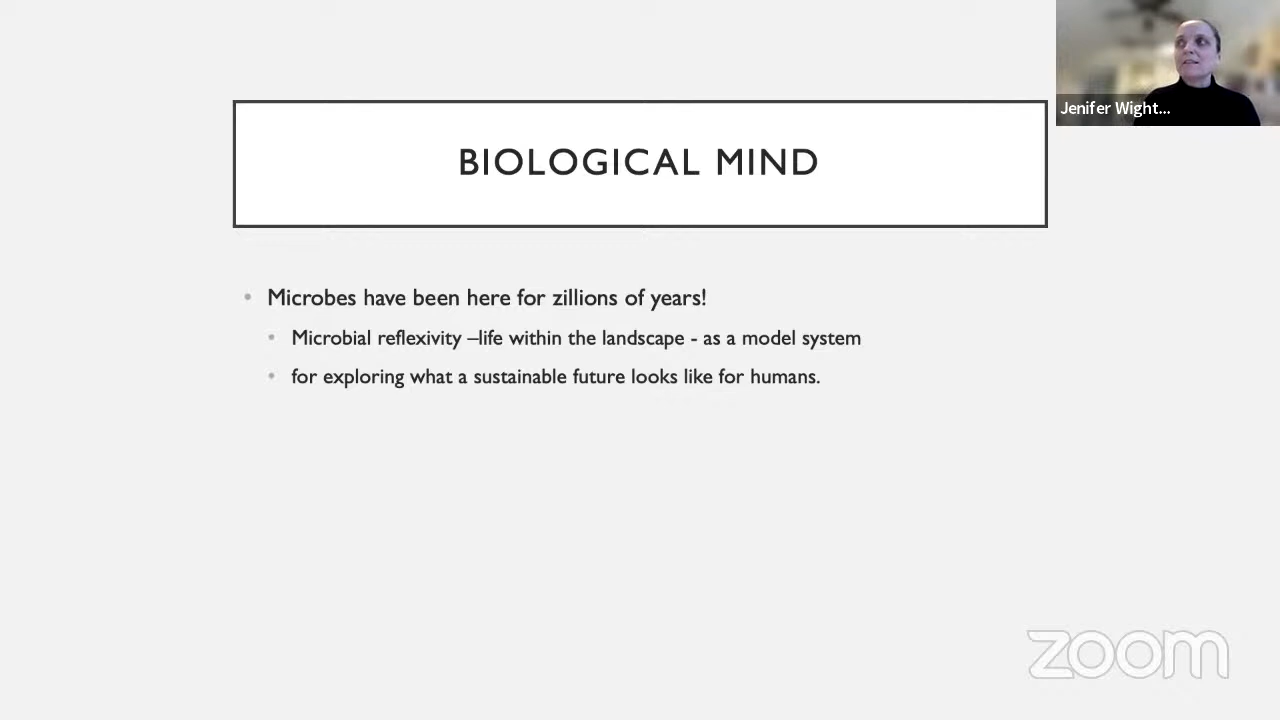 Jenifer Wight...
BIOLOGICAL MIND
• Microbes have been here for zillions of years!
• Microbial reflexivity –life within the landscape - as a model system
• for exploring what a sustainable future looks like for humans.
zoom